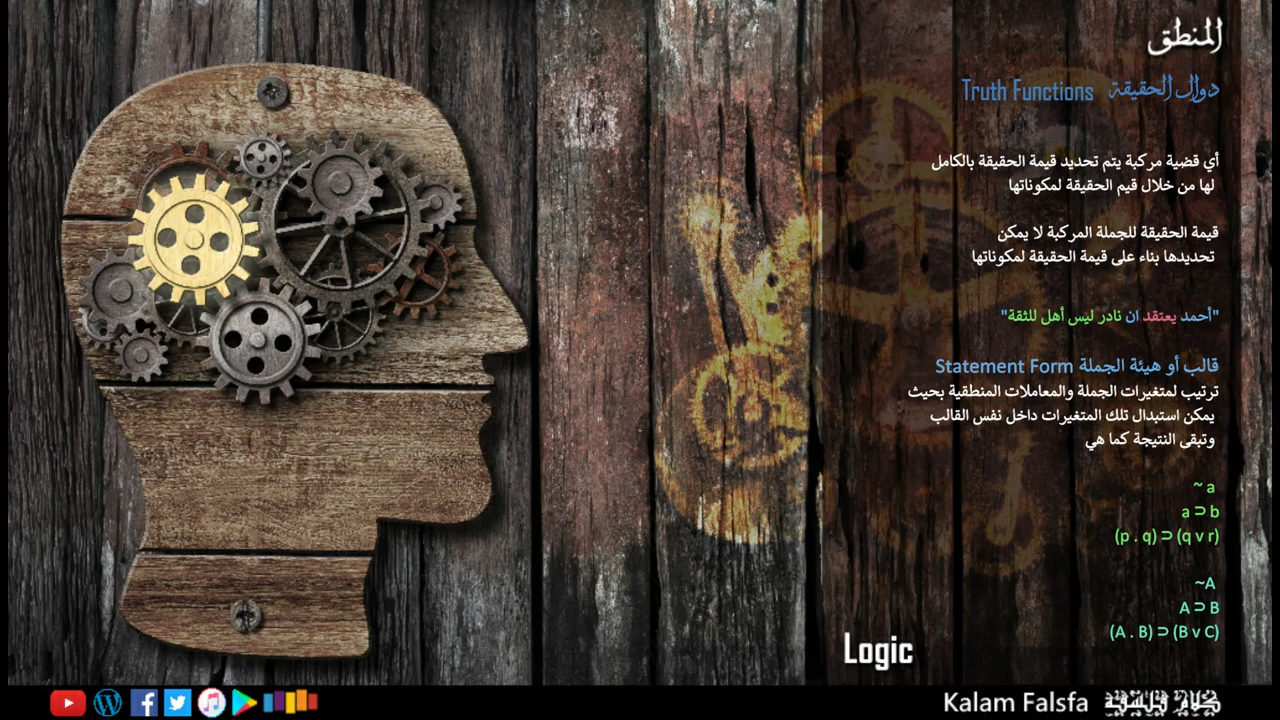 المنطق
دوال الحقيقة Truth Functions
أي قضية مركبة يتم تحديد قيمة الحقيقة بالكامل
لها من خلال قيم الحقيقة لمكوناتها
قيمة الحقيقة للجملة المركبة لا يمكن
تحديدها بناء على قيمة الحقيقة لمكوناتها
"أحمد يعتقد ان نادر ليس أهل للثقة"
قالب أو هيئة الجملة Statement Form
ترتيب لمتغيرات الجملة والمعاملات المنطقية بحيث
يمكن استبدال تلك المتغيرات داخل نفس القالب
وتبقى النتيجة كما هي
~ a
a ⊃ b
(p . q) ⊃ (q v r)
~A
A ⊃ B
(A . B) ⊃ (B v C)
Logic
Kalam Falsfa كلام فلسفة